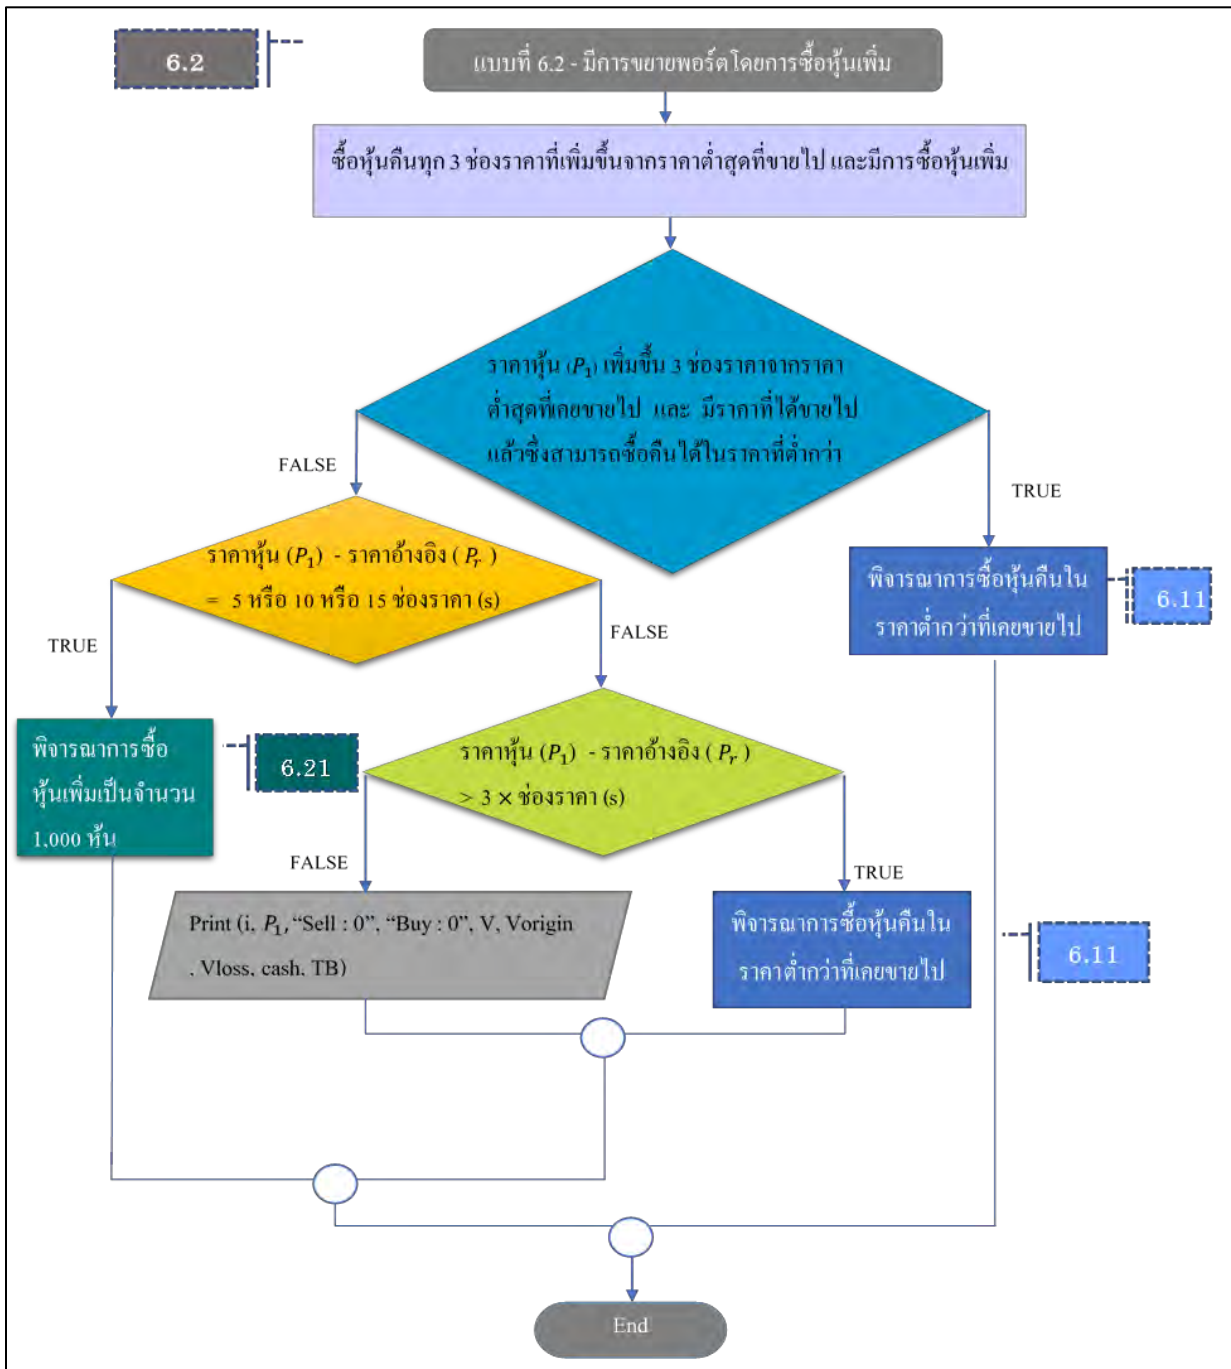 6.2
แบบที่ 6.2 - มีการขยายพอร์ตโดยการซื้อหุ้นเพิ่ม
ซื้อหุ้นคืนทุก 3 ช่องราคาที่เพิ่มขึ้นจากราคาต่ำสุดที่ขายไป และมีการซื้อหุ้นเพิ่ม
ราคาหุ้น (P₁) เพิ่มขึ้น 3 ช่องราคาจากราคา
ต่ำสุดที่เคยขายไป และ มีราคาที่ได้ขายไป
แล้วซึ่งสามารถซื้อคืนได้ในราคาที่ต่ำกว่า
FALSE
TRUE
ราคาหุ้น (P₁) - ราคาอ้างอิง ( Pᵣ )
= 5 หรือ 10 หรือ 15 ช่องราคา (s)
พิจารณาการซื้อหุ้นคืนใน
ราคาต่ำกว่าที่เคยขายไป
6.11
TRUE
FALSE
พิจารณาการซื้อ
หุ้นเพิ่มเป็นจำนวน
1,000 หุ้น
6.21
ราคาหุ้น (P₁) - ราคาอ้างอิง ( Pᵣ )
> 3 × ช่องราคา (s)
FALSE
TRUE
Print (i, P₁, “Sell : 0”, “Buy : 0”, V, Vorigin
, Vloss, cash, TB)
พิจารณาการซื้อหุ้นคืนใน
ราคาต่ำกว่าที่เคยขายไป
6.11
End